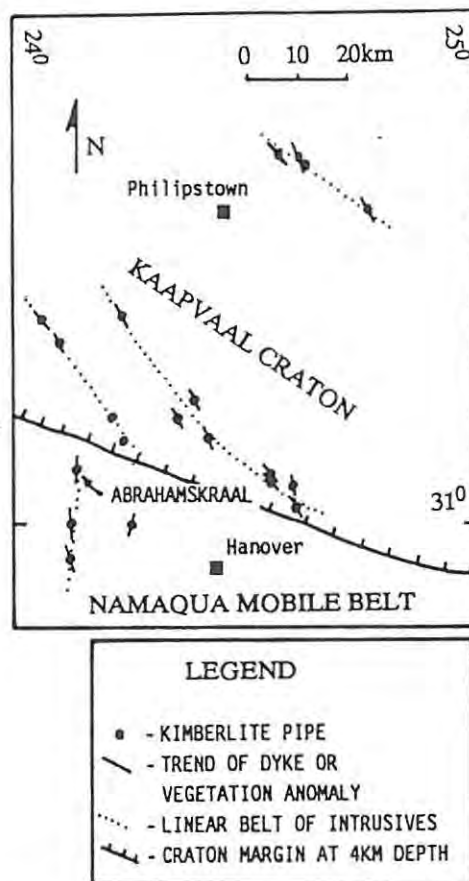 24⁰
25⁰
0 10 20km
N
Philipstown
KAAPVAAL CRATON
ABRAHAMSKRAAL
31⁰
Hanover
NAMAQUA MOBILE BELT
LEGEND
- KIMBERLITE PIPE
- TREND OF DYKE OR
VEGETATION ANOMALY
- LINEAR BELT OF INTRUSIVES
- CRATON MARGIN AT 4KM DEPTH